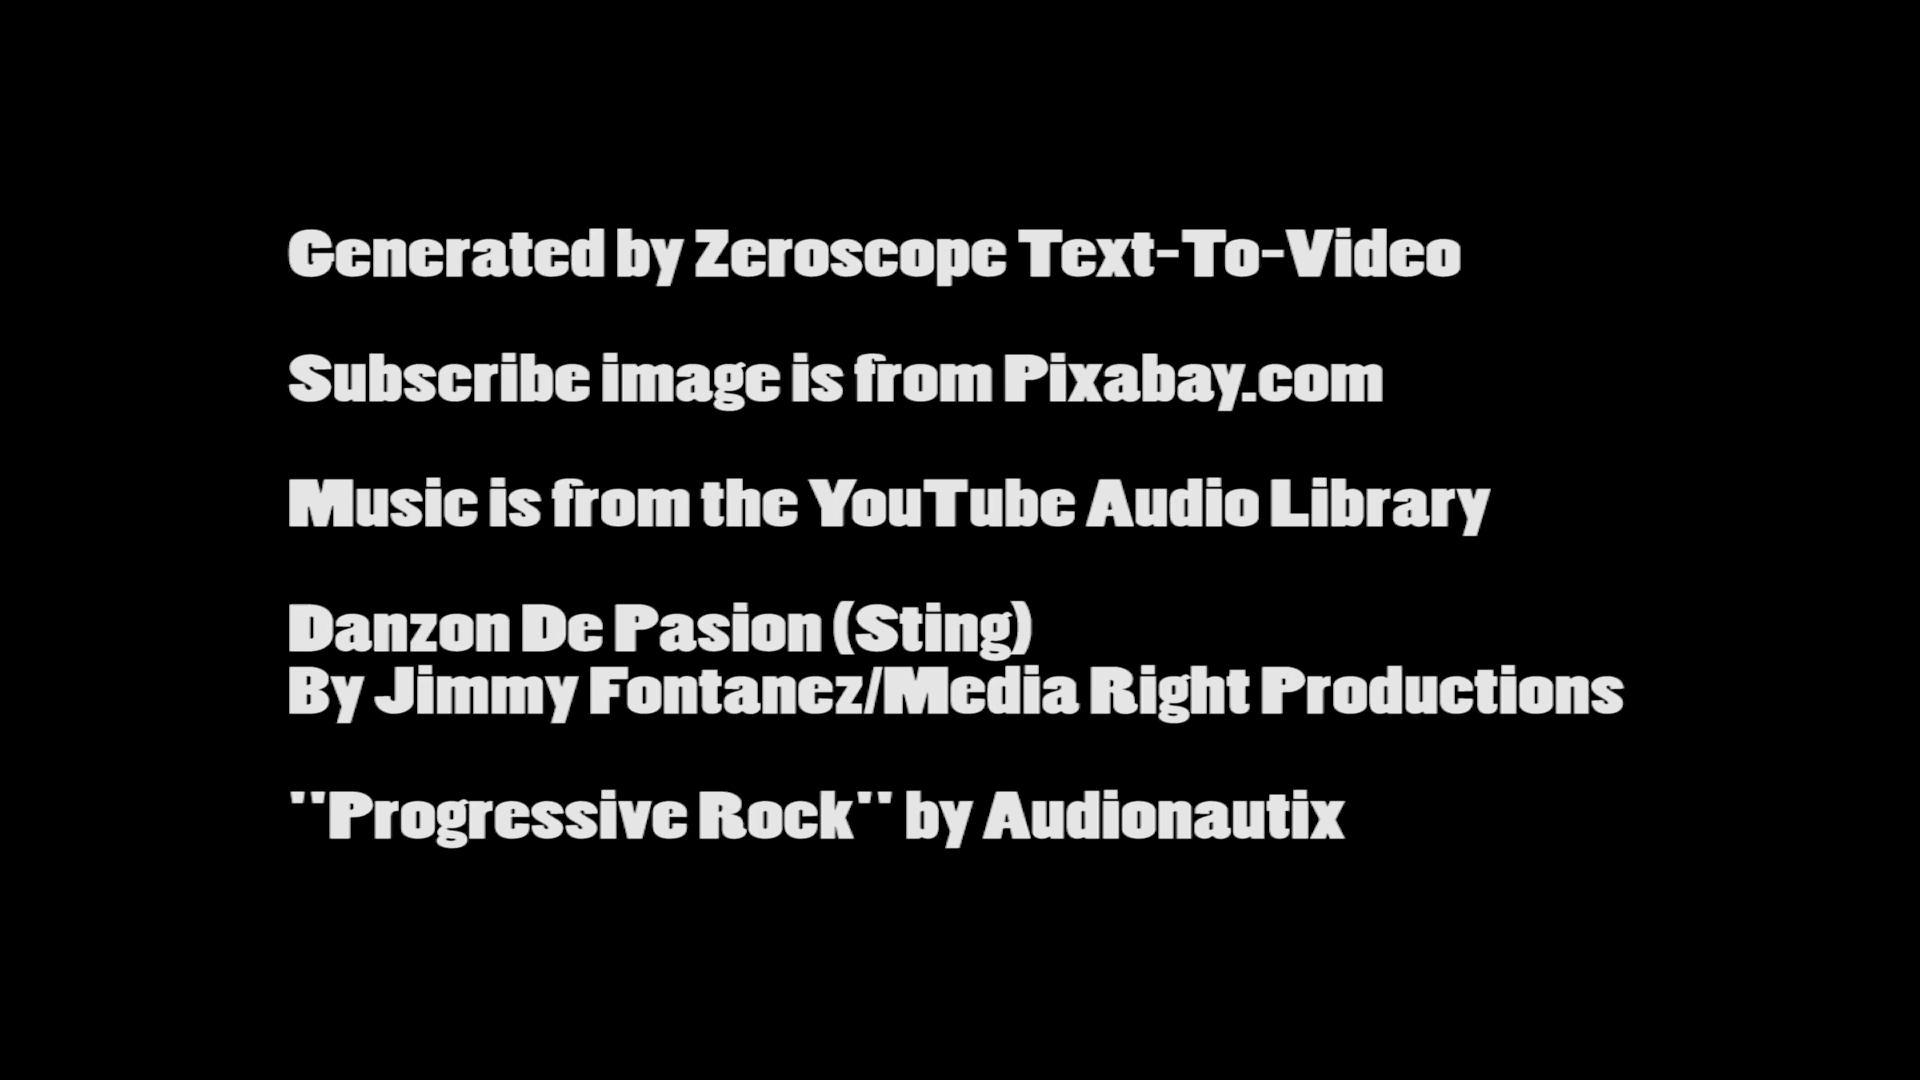 Generated by Zeroscope Text-To-Video
Subscribe image is from Pixabay.com
Music is from the YouTube Audio Library
Danzon De Pasion (Sting)
By Jimmy Fontanez/Media Right Productions
"Progressive Rock" by Audionautix